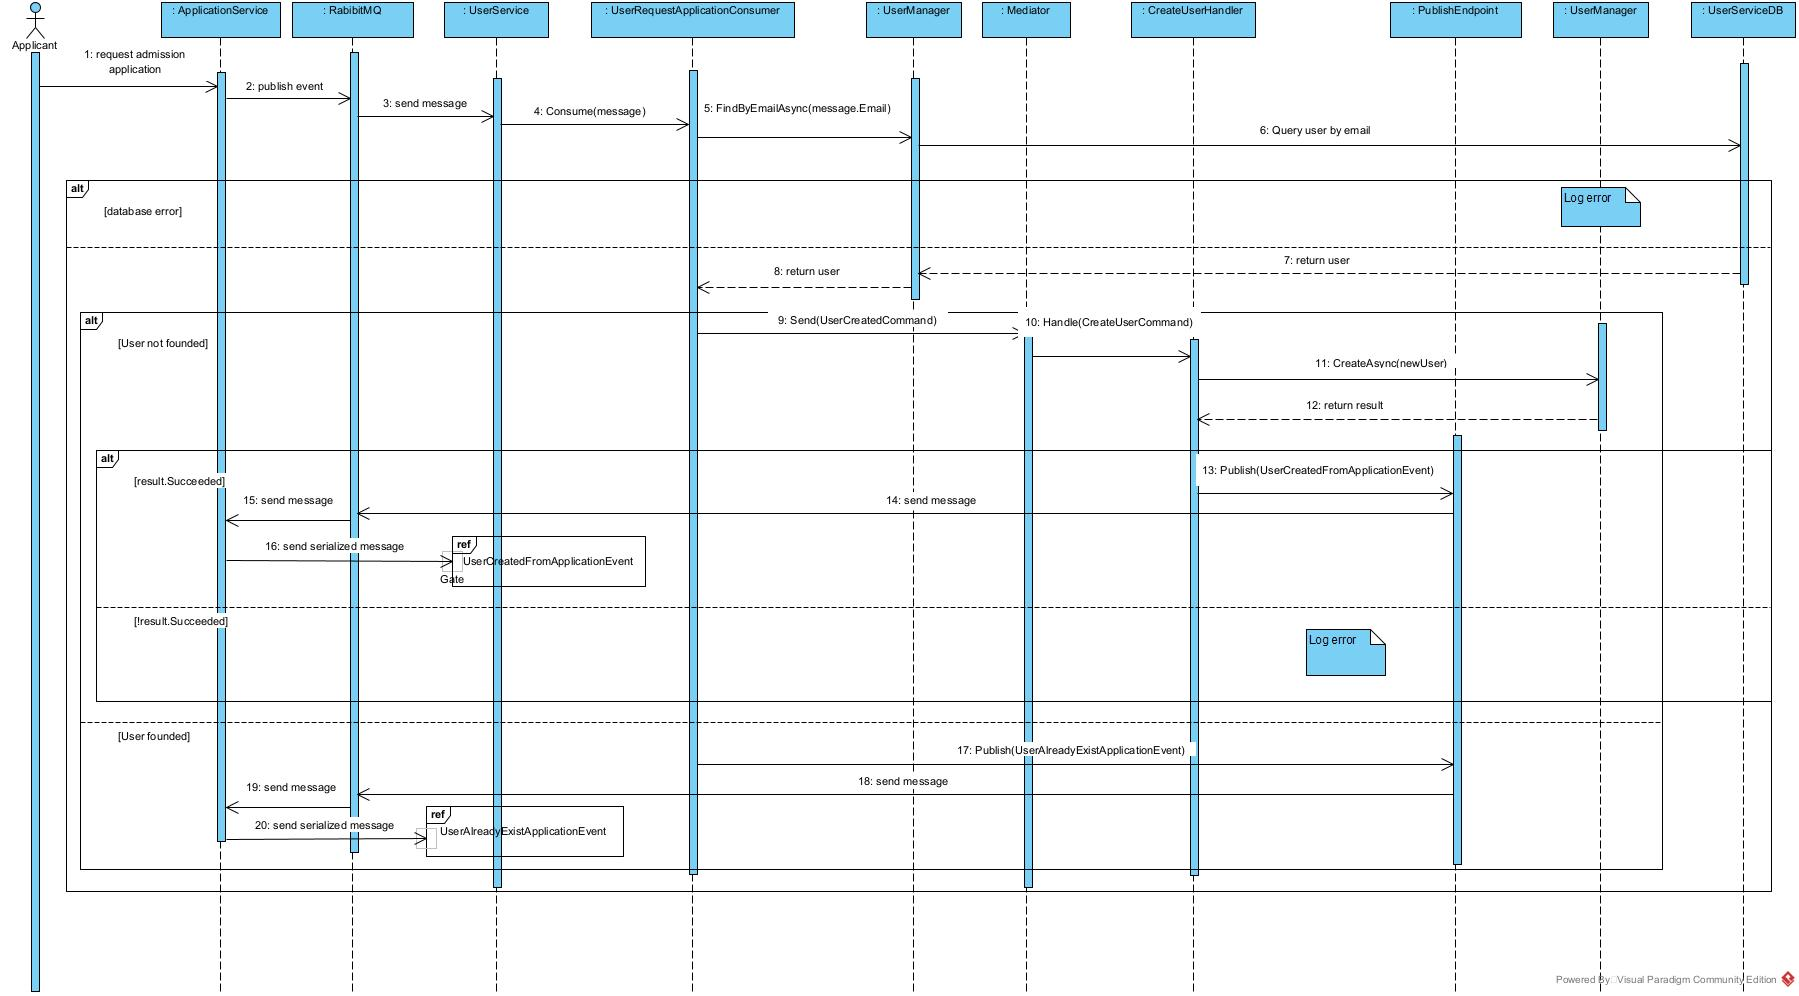 Applicant
: ApplicationService
: RabibitMQ
: UserService
: UserRequestApplicationConsumer
: UserManager
: Mediator
: CreateUserHandler
: PublishEndpoint
: UserManager
: UserServiceDB
1: request admission
application
2: publish event
3: send message
4: Consume(message)
5: FindByEmailAsync(message.Email)
6: Query user by email
alt
[database error]
Log error
7: return user
8: return user
alt
[User not founded]
9: Send(UserCreatedCommand)
10: Handle(CreateUserCommand)
11: CreateAsync(newUser)
12: return result
alt
[result.Succeeded]
13: Publish(UserCreatedFromApplicationEvent)
14: send message
15: send message
16: send serialized message
ref
UserCreatedFromApplicationEvent
Gate
[!result.Succeeded]
Log error
[User founded]
17: Publish(UserAlreadyExistApplicationEvent)
18: send message
19: send message
20: send serialized message
ref
UserAlreadyExistApplicationEvent
Powered By Visual Paradigm Community Edition